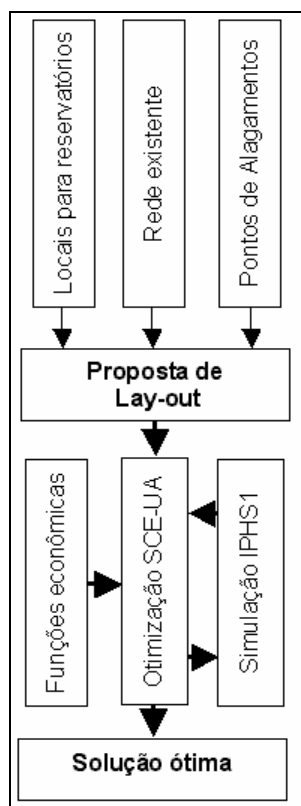 Locais para reservatórios
Rede existente
Pontos de Alagamentos
Proposta de
Lay-out
Funções econômicas
Otimização SCE-UA
Simulação IPHS1
Solução ótima